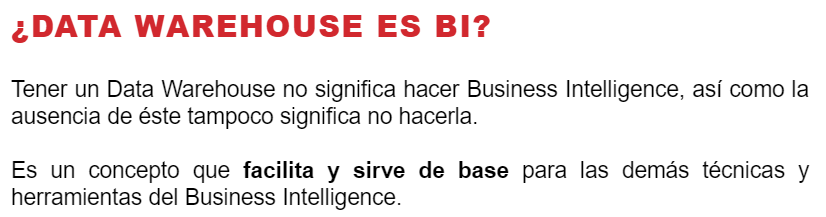 ¿DATA WAREHOUSE ES BI?
Tener un Data Warehouse no significa hacer Business Intelligence, así como la
ausencia de éste tampoco significa no hacerla.
Es un concepto que facilita y sirve de base para las demás técnicas y
herramientas del Business Intelligence.